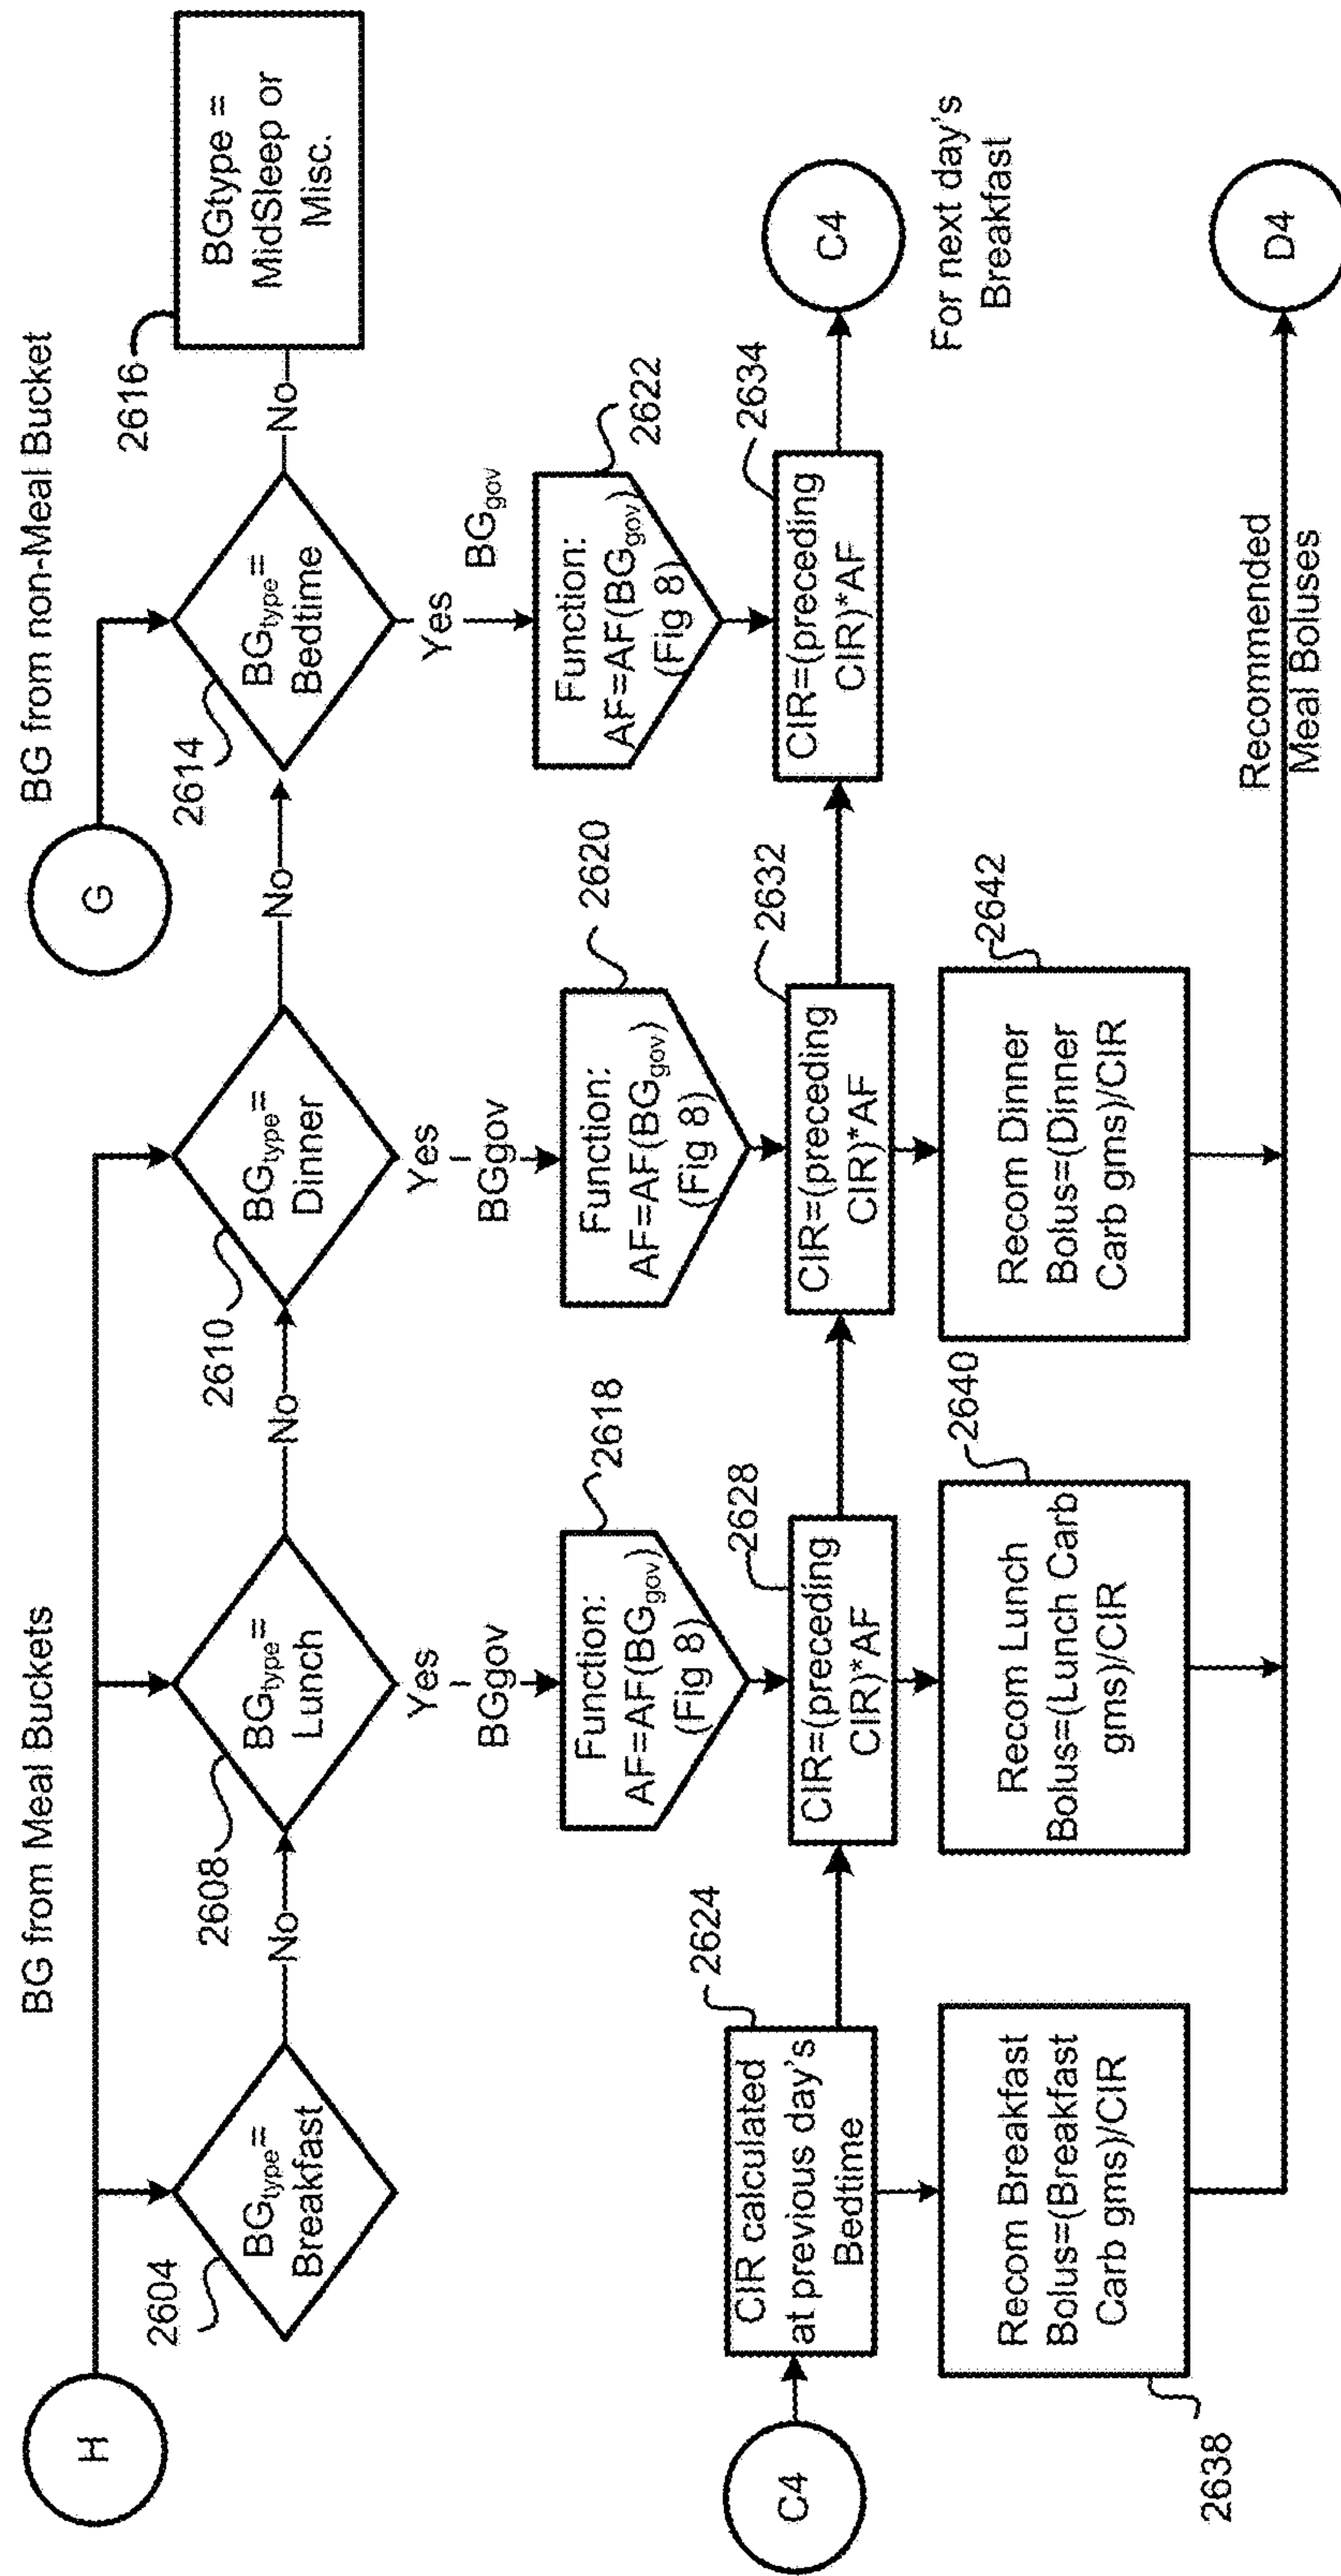 BG from Meal Buckets
BG from non-Meal Bucket
H
G
2604
BGtype=
Breakfast
No
2608
BGtype=
Lunch
No
2610
BGtype=
Dinner
No
2614
BGtype=
Bedtime
No
2616
BGtype =
MidSleep or
Misc.
Yes
BGgov
Yes
BGgov
Yes
BGgov
Function:
AF=AF(BGgov)
(Fig 8)
2618
Function:
AF=AF(BGgov)
(Fig 8)
2620
Function:
AF=AF(BGgov)
(Fig 8)
2622
C4
CIR calculated
at previous day's
Bedtime
2624
CIR=(preceding
CIR)*AF
2628
CIR=(preceding
CIR)*AF
2632
CIR=(preceding
CIR)*AF
2634
C4
For next day's
Breakfast
Recom Breakfast
Bolus=(Breakfast
Carb gms)/CIR
2638
Recom Lunch
Bolus=(Lunch Carb
gms)/CIR
2640
Recom Dinner
Bolus=(Dinner
Carb gms)/CIR
2642
Recommended
Meal Boluses
D4